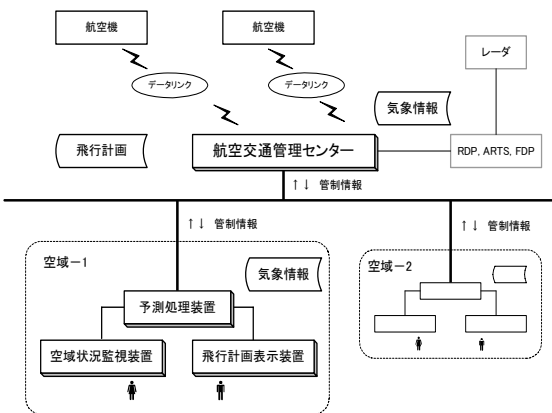 航空機
航空機
レーダ
データリンク
データリンク
気象情報
飛行計画
航空交通管理センター
RDP, ARTS, FDP
↑↓ 管制情報
↑↓ 管制情報
↑↓ 管制情報
空域－1
気象情報
空域－2
予測処理装置
空域状況監視装置
飛行計画表示装置